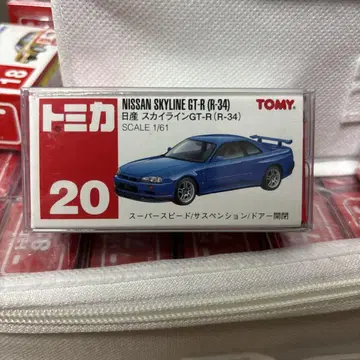 トミカ
20
NISSAN SKYLINE GT-R (R-34)
日産 スカイラインGT-R(R-34)
SCALE 1/61
TOMY
スーパースピード/サスペンション/ドアー開閉
18